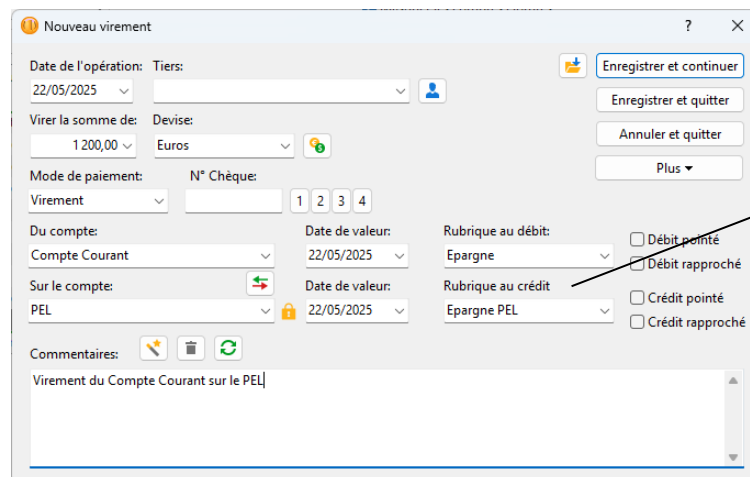 Nouveau virement
Date de l'opération: Tiers:
Enregistrer et continuer
22/05/2025
Enregistrer et quitter
Virer la somme de: Devise:
Annuler et quitter
1 200,00 Euros
Plus
Mode de paiement: N° Chèque:
Virement 1 2 3 4
Du compte: Date de valeur: Rubrique au débit:
Débit pointé
Compte Courant 22/05/2025 Epargne
Débit rapproché
Sur le compte: Date de valeur: Rubrique au crédit
Crédit pointé
PEL 22/05/2025 Epargne PEL
Crédit rapproché
Commentaires:
Virement du Compte Courant sur le PEL